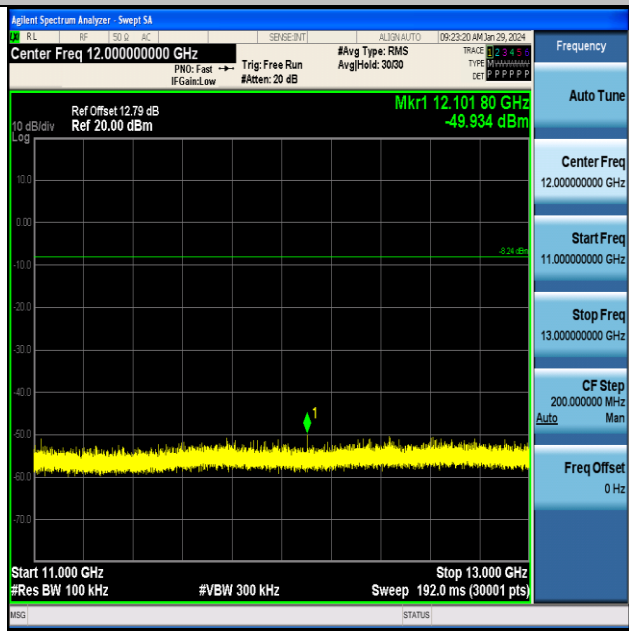 Agilent Spectrum Analyzer - Swept SA
RL RF 50 Ω AC SENSE:INT ALIGN AUTO 09:23:20 AM Jan 29, 2024
Center Freq 12.000000000 GHz
PNO: Fast
IFGain:Low
Trig: Free Run
#Atten: 20 dB
#Avg Type: RMS
Avg|Hold: 30/30
TRACE 1 2 3 4 5 6
TYPE M
DET P P P P P P
Mkr1 12.101 80 GHz
-49.934 dBm
Ref Offset 12.79 dB
10 dB/div Ref 20.00 dBm
Log
10.0
0.00
-8.24 dBm
-10.0
-20.0
-30.0
-40.0
1
-50.0
-60.0
-70.0
Start 11.000 GHz Stop 13.000 GHz
#Res BW 100 kHz #VBW 300 kHz Sweep 192.0 ms (30001 pts)
MSG STATUS
Frequency
Auto Tune
Center Freq
12.000000000 GHz
Start Freq
11.000000000 GHz
Stop Freq
13.000000000 GHz
CF Step
200.000000 MHz
Auto Man
Freq Offset
0 Hz